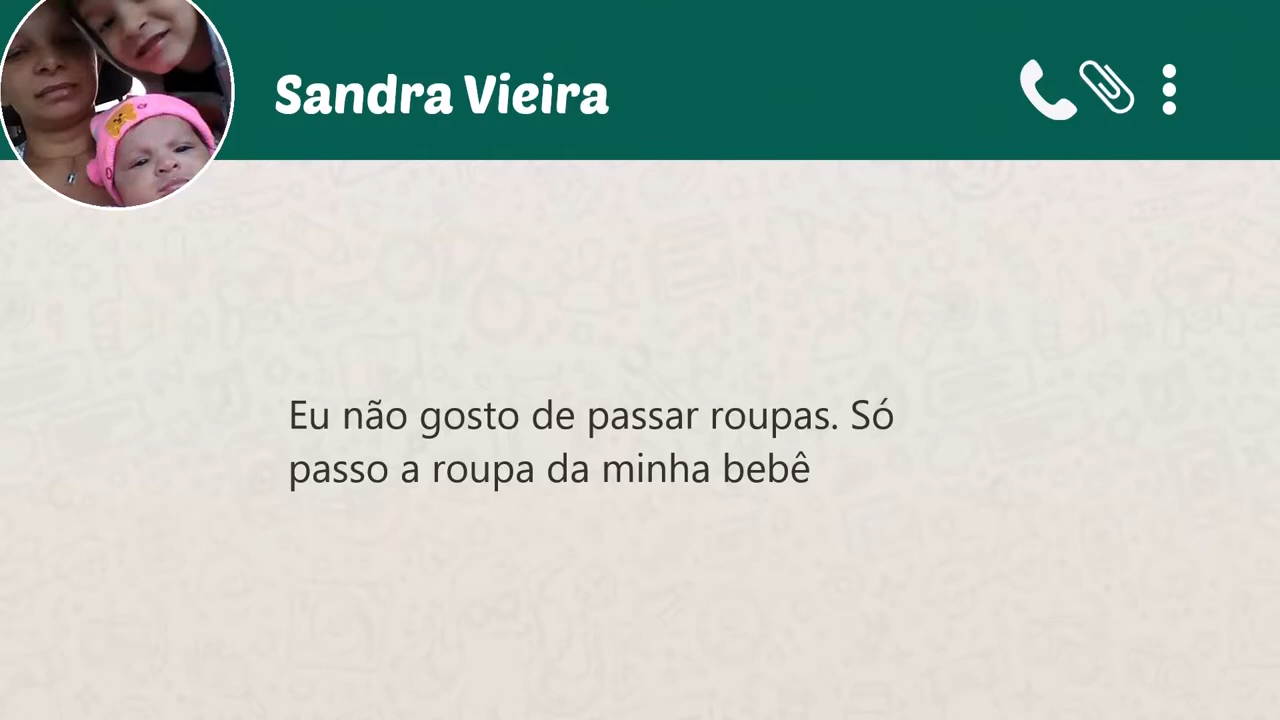 Sandra Vieira
Eu não gosto de passar roupas. Só
passo a roupa da minha bebê